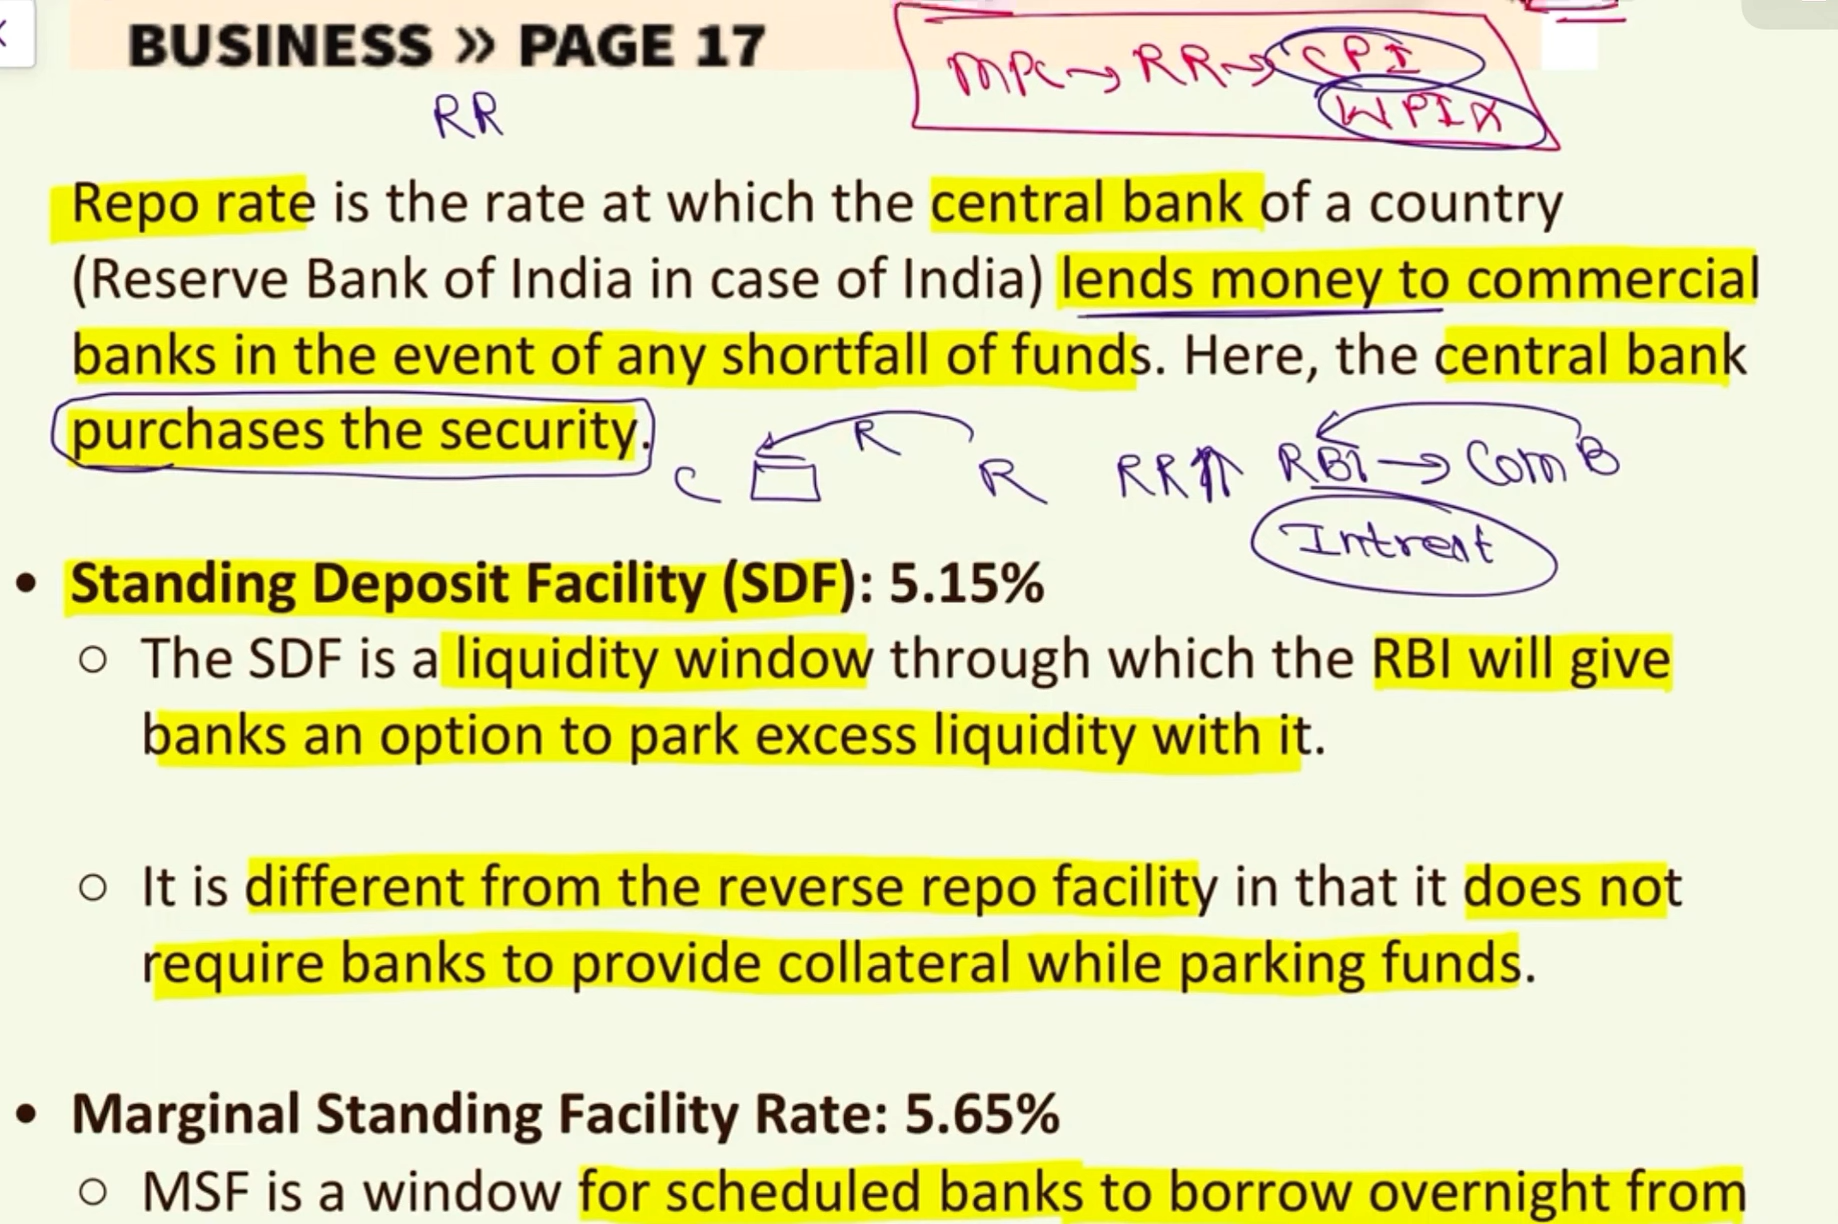 BUSINESS » PAGE 17
MPC → RR → CPI
WPI X
RR
Repo rate is the rate at which the central bank of a country
(Reserve Bank of India in case of India) lends money to commercial
banks in the event of any shortfall of funds. Here, the central bank
purchases the security.
C R R RR↑ RBI → Com B
Intrest
• Standing Deposit Facility (SDF): 5.15%
○ The SDF is a liquidity window through which the RBI will give
banks an option to park excess liquidity with it.
○ It is different from the reverse repo facility in that it does not
require banks to provide collateral while parking funds.
• Marginal Standing Facility Rate: 5.65%
○ MSF is a window for scheduled banks to borrow overnight from